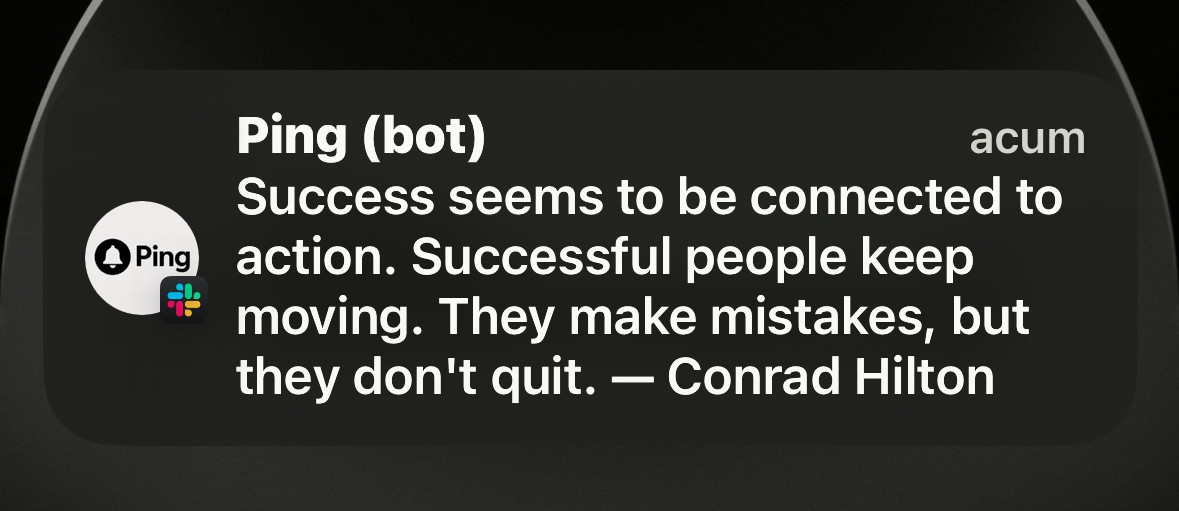 Ping (bot)
acum
Success seems to be connected to
action. Successful people keep
moving. They make mistakes, but
they don't quit. — Conrad Hilton
Ping